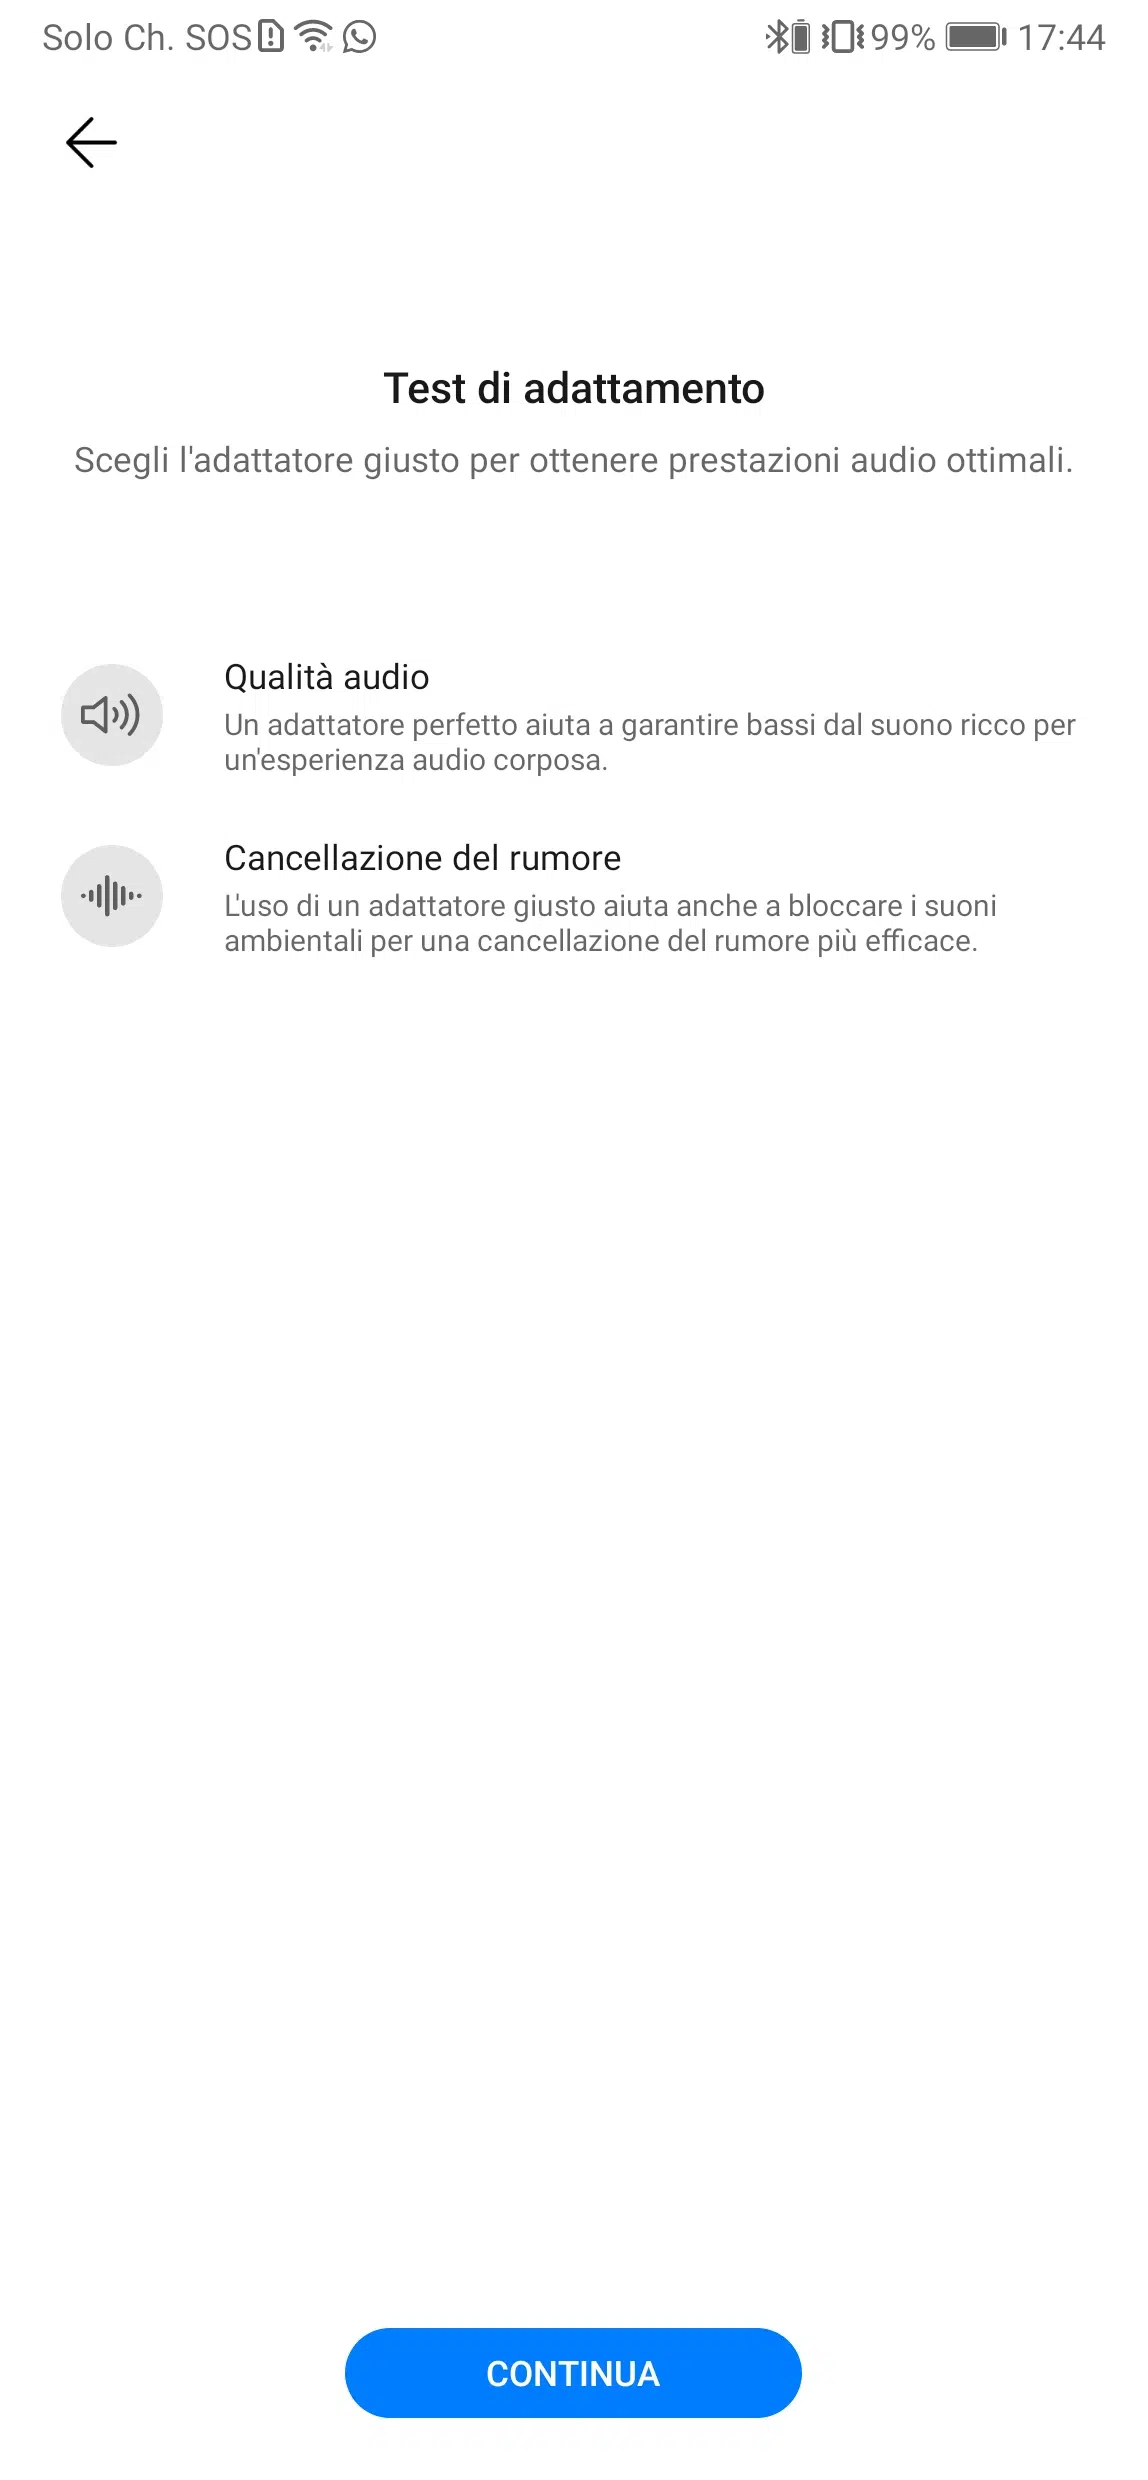 Solo Ch. SOS 99% 17:44
Test di adattamento
Scegli l'adattatore giusto per ottenere prestazioni audio ottimali.
Qualità audio
Un adattatore perfetto aiuta a garantire bassi dal suono ricco per
un'esperienza audio corposa.
Cancellazione del rumore
L'uso di un adattatore giusto aiuta anche a bloccare i suoni
ambientali per una cancellazione del rumore più efficace.
CONTINUA